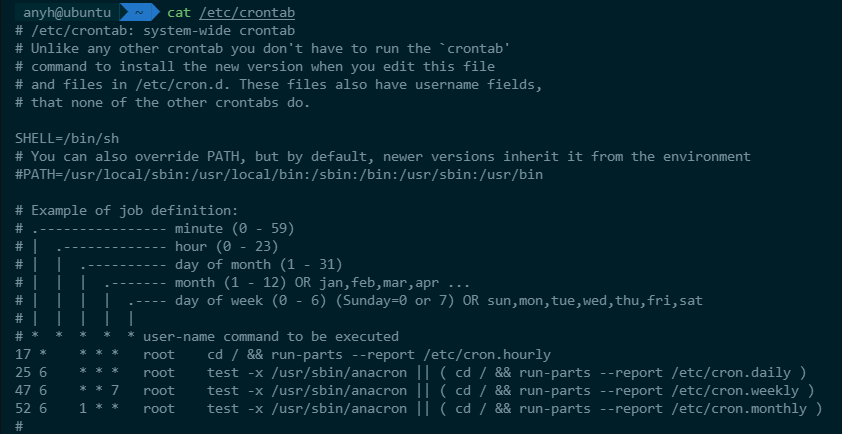 anyh@ubuntu ~ cat /etc/crontab
# /etc/crontab: system-wide crontab
# Unlike any other crontab you don't have to run the `crontab'
# command to install the new version when you edit this file
# and files in /etc/cron.d. These files also have username fields,
# that none of the other crontabs do.

SHELL=/bin/sh
# You can also override PATH, but by default, newer versions inherit it from the environment
#PATH=/usr/local/sbin:/usr/local/bin:/sbin:/bin:/usr/sbin:/usr/bin

# Example of job definition:
# .---------------- minute (0 - 59)
# |  .------------- hour (0 - 23)
# |  |  .---------- day of month (1 - 31)
# |  |  |  .------- month (1 - 12) OR jan,feb,mar,apr ...
# |  |  |  |  .---- day of week (0 - 6) (Sunday=0 or 7) OR sun,mon,tue,wed,thu,fri,sat
# |  |  |  |  |
# *  *  *  *  * user-name command to be executed
17 *    * * *   root    cd / && run-parts --report /etc/cron.hourly
25 6    * * *   root    test -x /usr/sbin/anacron || ( cd / && run-parts --report /etc/cron.daily )
47 6    * * 7   root    test -x /usr/sbin/anacron || ( cd / && run-parts --report /etc/cron.weekly )
52 6    1 * *   root    test -x /usr/sbin/anacron || ( cd / && run-parts --report /etc/cron.monthly )
#